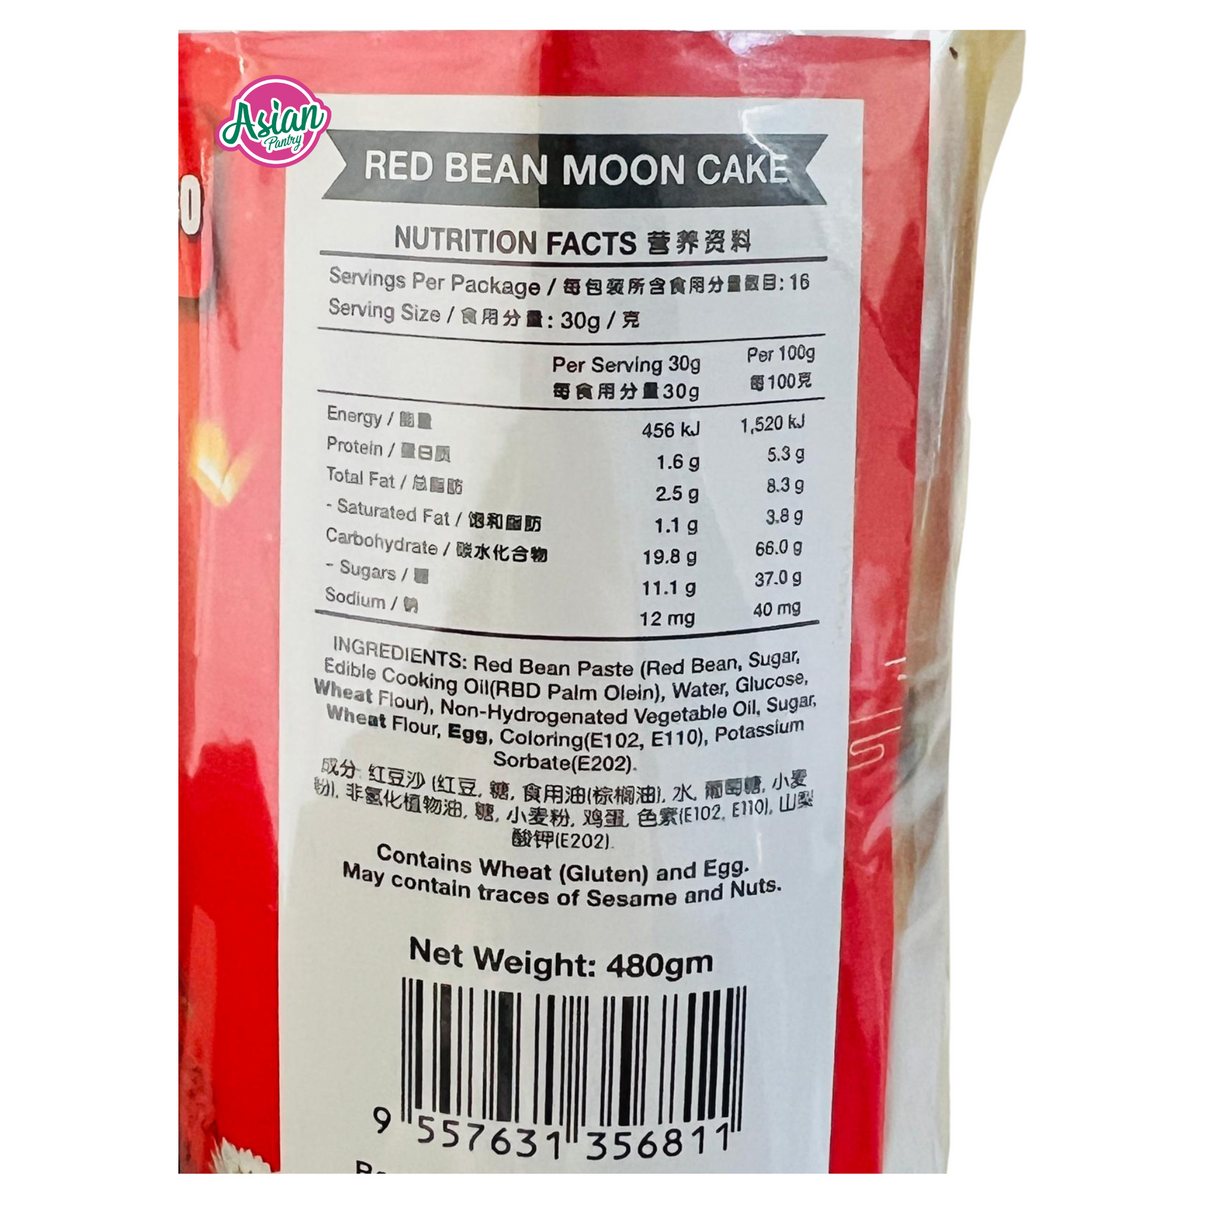 Asian
Pantry
0
RED BEAN MOON CAKE
NUTRITION FACTS 营养资料
Servings Per Package / 每包装所含食用分量数目: 16
Serving Size / 食用分量: 30g / 克
Per Serving 30g Per 100g
每食用分量30g 每100克
Energy / 能量 456 kJ 1,520 kJ
Protein / 蛋白质 1.6 g 5.3 g
Total Fat / 总脂肪 2.5 g 8.3 g
- Saturated Fat / 饱和脂肪 1.1 g 3.8 g
Carbohydrate / 碳水化合物 19.8 g 66.0 g
- Sugars / 糖 11.1 g 37.0 g
Sodium / 钠 12 mg 40 mg
INGREDIENTS: Red Bean Paste (Red Bean, Sugar,
Edible Cooking Oil(RBD Palm Olein), Water, Glucose,
Wheat Flour), Non-Hydrogenated Vegetable Oil, Sugar,
Wheat Flour, Egg, Coloring(E102, E110), Potassium
Sorbate(E202).
成分: 红豆沙 (红豆, 糖, 食用油(棕榈油), 水, 葡萄糖, 小麦
粉), 非氢化植物油, 糖, 小麦粉, 鸡蛋, 色素(E102, E110), 山梨
酸钾(E202).
Contains Wheat (Gluten) and Egg.
May contain traces of Sesame and Nuts.
Net Weight: 480gm
9 557631 356811